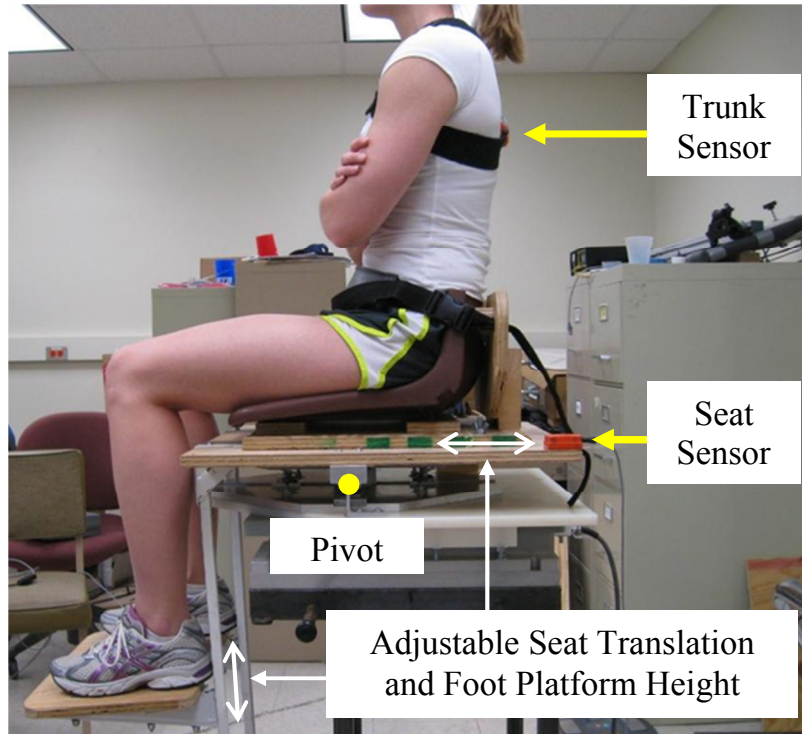 Trunk
Sensor
Seat
Sensor
Pivot
Adjustable Seat Translation
and Foot Platform Height